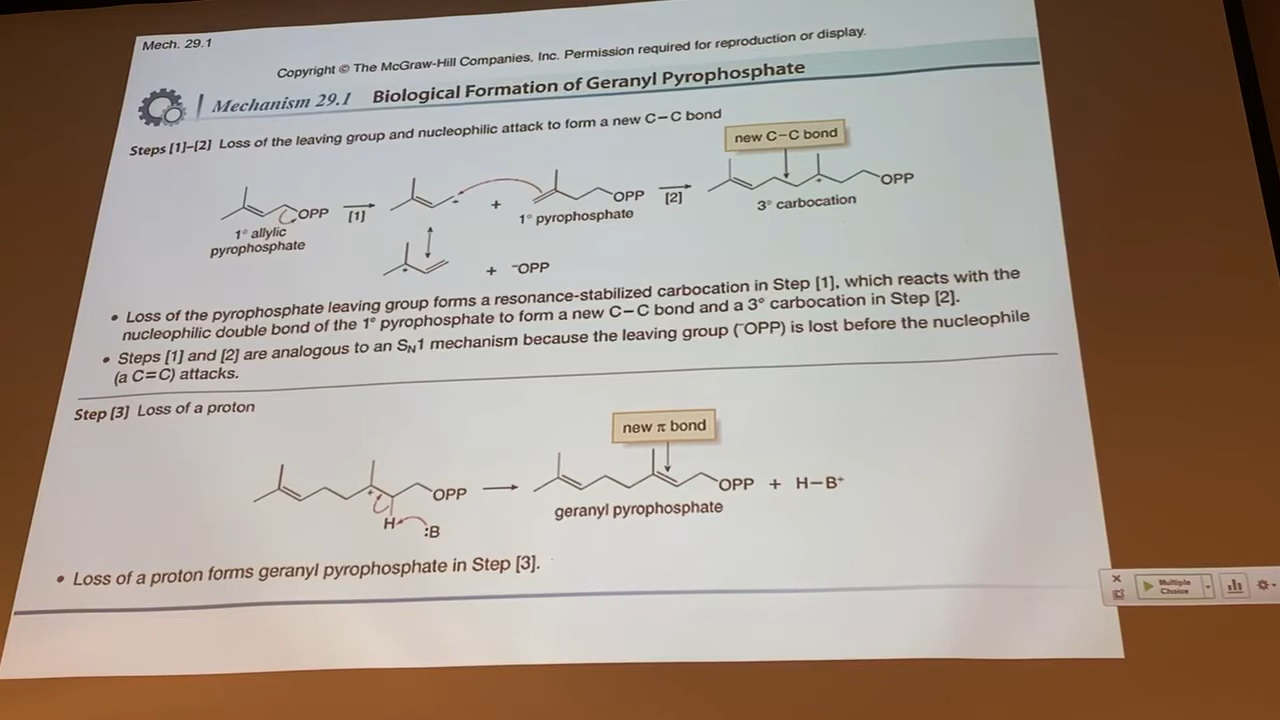 Mech. 29.1
Copyright © The McGraw-Hill Companies, Inc. Permission required for reproduction or display.
Mechanism 29.1 Biological Formation of Geranyl Pyrophosphate
Steps [1]–[2] Loss of the leaving group and nucleophilic attack to form a new C–C bond
new C–C bond
OPP
[1]
+
OPP
[2]
OPP
1° allylic
pyrophosphate
1° pyrophosphate
3° carbocation
+ ⁻OPP
• Loss of the pyrophosphate leaving group forms a resonance-stabilized carbocation in Step [1], which reacts with the
nucleophilic double bond of the 1° pyrophosphate to form a new C–C bond and a 3° carbocation in Step [2].
• Steps [1] and [2] are analogous to an SN1 mechanism because the leaving group (⁻OPP) is lost before the nucleophile
(a C=C) attacks.
Step [3] Loss of a proton
new π bond
OPP
H
:B
OPP + H–B⁺
geranyl pyrophosphate
• Loss of a proton forms geranyl pyrophosphate in Step [3].
Multiple
Choice